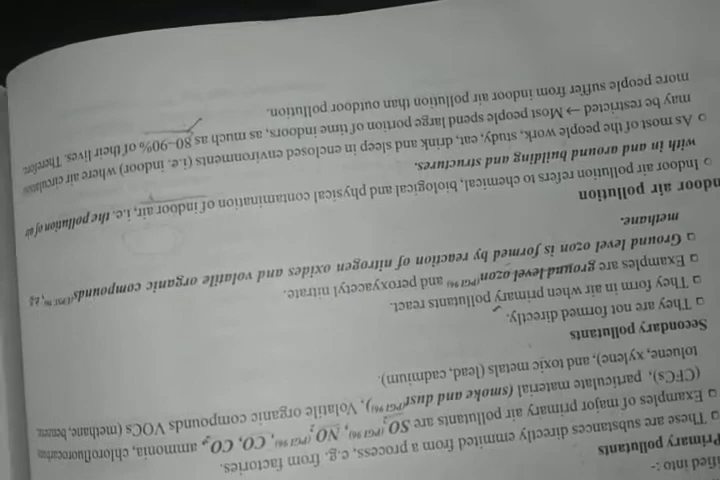 ified into :-
Primary pollutants
▫ These are substances directly emmited from a process, e.g. from factories.
▫ Examples of major primary air pollutants are SO₂ (PGI 96), NO₂ (PGI 96), CO, CO₂, ammonia, chlorofluorocarbon
(CFCs), particulate material (smoke and dust(PGI 96)), Volatile organic compounds VOCs (methane, benzene
toluene, xylene), and toxic metals (lead, cadmium).
Secondary pollutants
▫ They are not formed directly.
▫ They form in air when primary pollutants react.
▫ Examples are ground level ozon(PGI 96) and peroxyacetyl nitrate.
▫ Ground level ozon is formed by reaction of nitrogen oxides and volatile organic compounds e.g.
methane.
ndoor air pollution
○ Indoor air pollution refers to chemical, biological and physical contamination of indoor air, i.e. the pollution of air
with in and around building and structures.
○ As most of the people work, study, eat, drink and sleep in enclosed environments (i.e. indoor) where air circulation
may be restricted → Most people spend large portion of time indoors, as much as 80–90% of their lives. Therefore,
more people suffer from indoor air pollution than outdoor pollution.